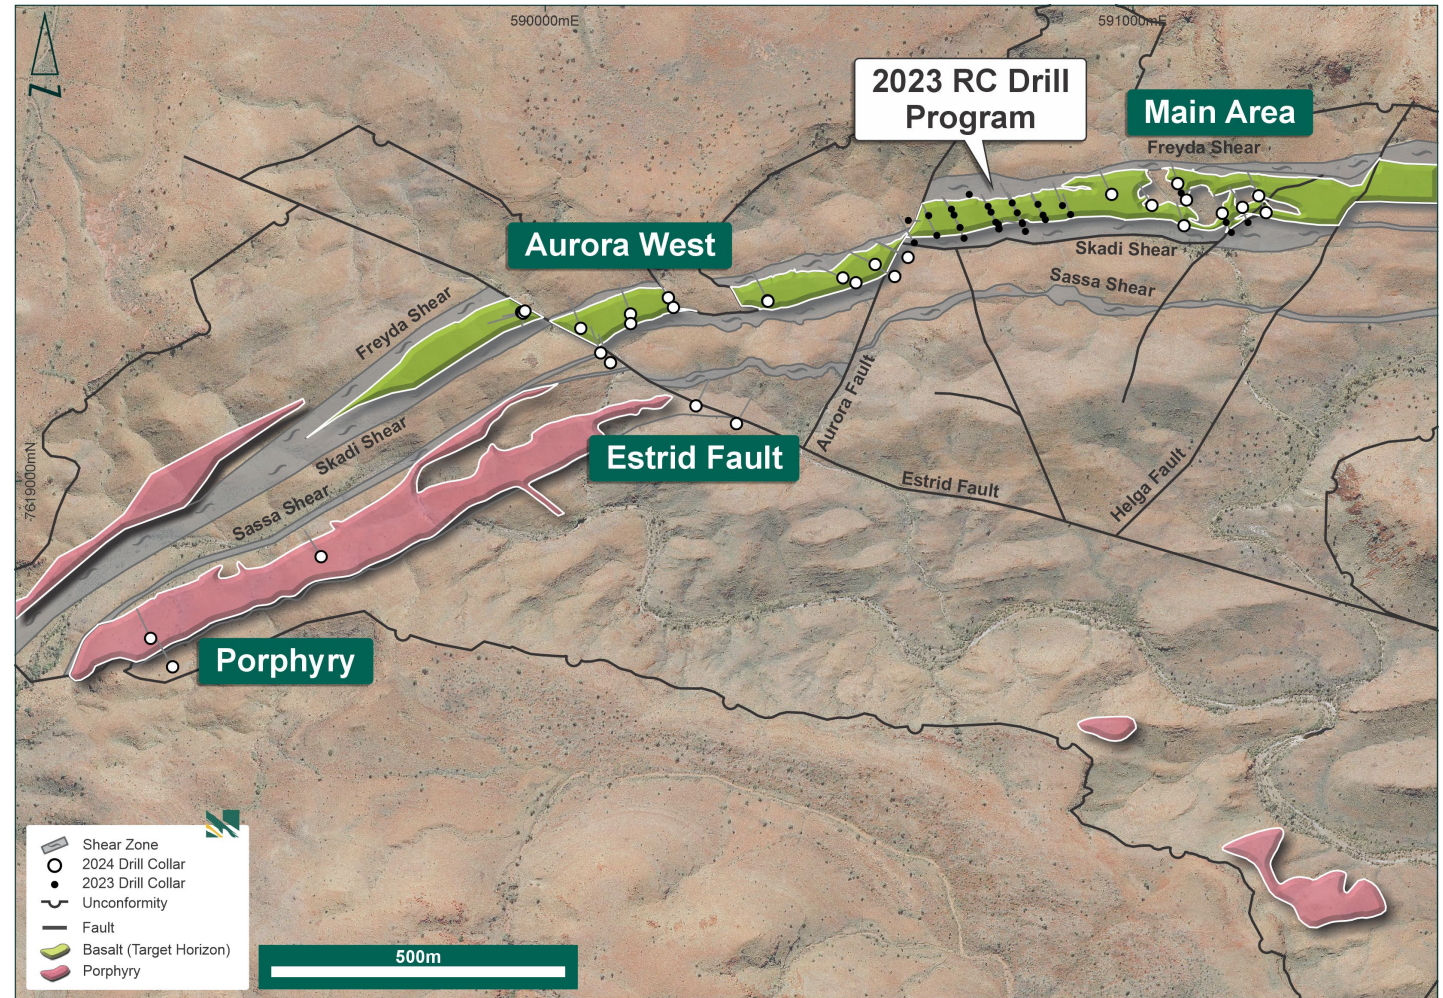 590000mE
591000mE
2023 RC Drill
Program
Main Area
Freyda Shear
Aurora West
Skadi Shear
Sassa Shear
Freyda Shear
Aurora Fault
Skadi Shear
Estrid Fault
Estrid Fault
Helga Fault
7619000mN
Sassa Shear
Porphyry
Shear Zone
2024 Drill Collar
2023 Drill Collar
Unconformity
Fault
Basalt (Target Horizon)
Porphyry
500m
N